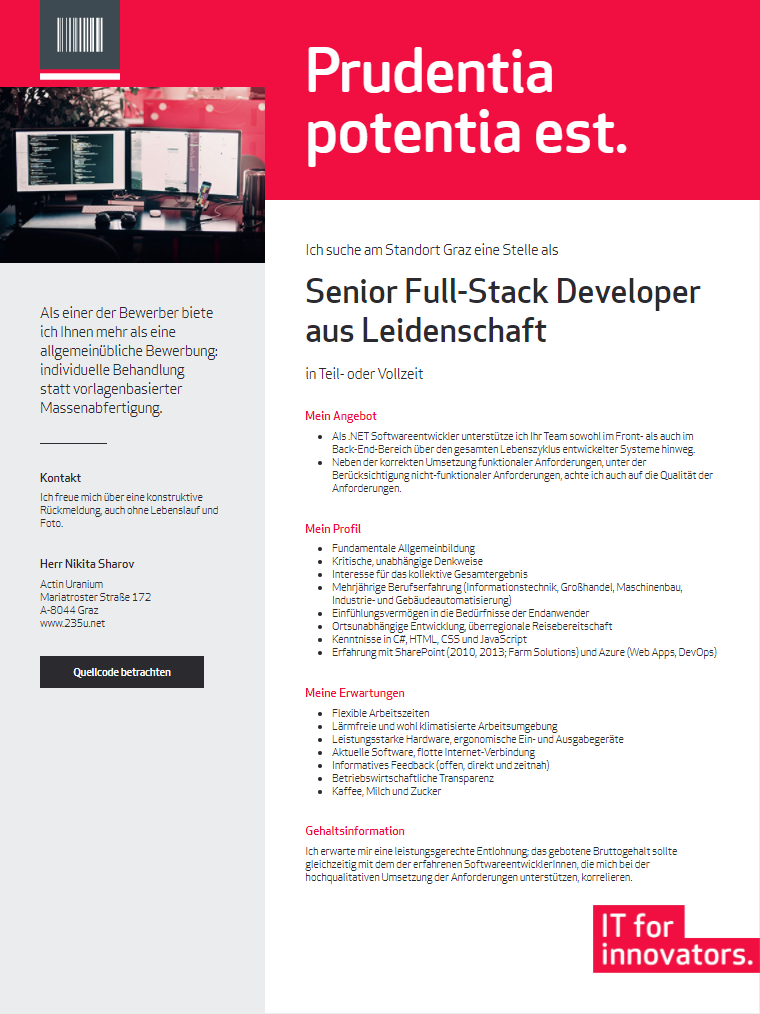 Prudentia
potentia est.
Als einer der Bewerber biete
ich Ihnen mehr als eine
allgemeinübliche Bewerbung:
individuelle Behandlung
statt vorlagenbasierter
Massenabfertigung.
Kontakt
Ich freue mich über eine konstruktive
Rückmeldung, auch ohne Lebenslauf und
Foto.
Herr Nikita Sharov
Actin Uranium
Mariatroster Straße 172
A-8044 Graz
www.235u.net
Quellcode betrachten
Ich suche am Standort Graz eine Stelle als
Senior Full-Stack Developer
aus Leidenschaft
in Teil- oder Vollzeit
Mein Angebot
• Als .NET Softwareentwickler unterstütze ich Ihr Team sowohl im Front- als auch im
Back-End-Bereich über den gesamten Lebenszyklus entwickelter Systeme hinweg.
• Neben der korrekten Umsetzung funktionaler Anforderungen, unter der
Berücksichtigung nicht-funktionaler Anforderungen, achte ich auch auf die Qualität der
Anforderungen.
Mein Profil
• Fundamentale Allgemeinbildung
• Kritische, unabhängige Denkweise
• Interesse für das kollektive Gesamtergebnis
• Mehrjährige Berufserfahrung (Informationstechnik, Großhandel, Maschinenbau,
Industrie- und Gebäudeautomatisierung)
• Einfühlungsvermögen in die Bedürfnisse der Endanwender
• Ortsunabhängige Entwicklung, überregionale Reisebereitschaft
• Kenntnisse in C#, HTML, CSS und JavaScript
• Erfahrung mit SharePoint (2010, 2013; Farm Solutions) und Azure (Web Apps, DevOps)
Meine Erwartungen
• Flexible Arbeitszeiten
• Lärmfreie und wohl klimatisierte Arbeitsumgebung
• Leistungsstarke Hardware, ergonomische Ein- und Ausgabegeräte
• Aktuelle Software, flotte Internet-Verbindung
• Informatives Feedback (offen, direkt und zeitnah)
• Betriebswirtschaftliche Transparenz
• Kaffee, Milch und Zucker
Gehaltsinformation
Ich erwarte mir eine leistungsgerechte Entlohnung; das gebotene Bruttogehalt sollte
gleichzeitig mit dem der erfahrenen SoftwareentwicklerInnen, die mich bei der
hochqualitativen Umsetzung der Anforderungen unterstützen, korrelieren.
IT for
innovators.